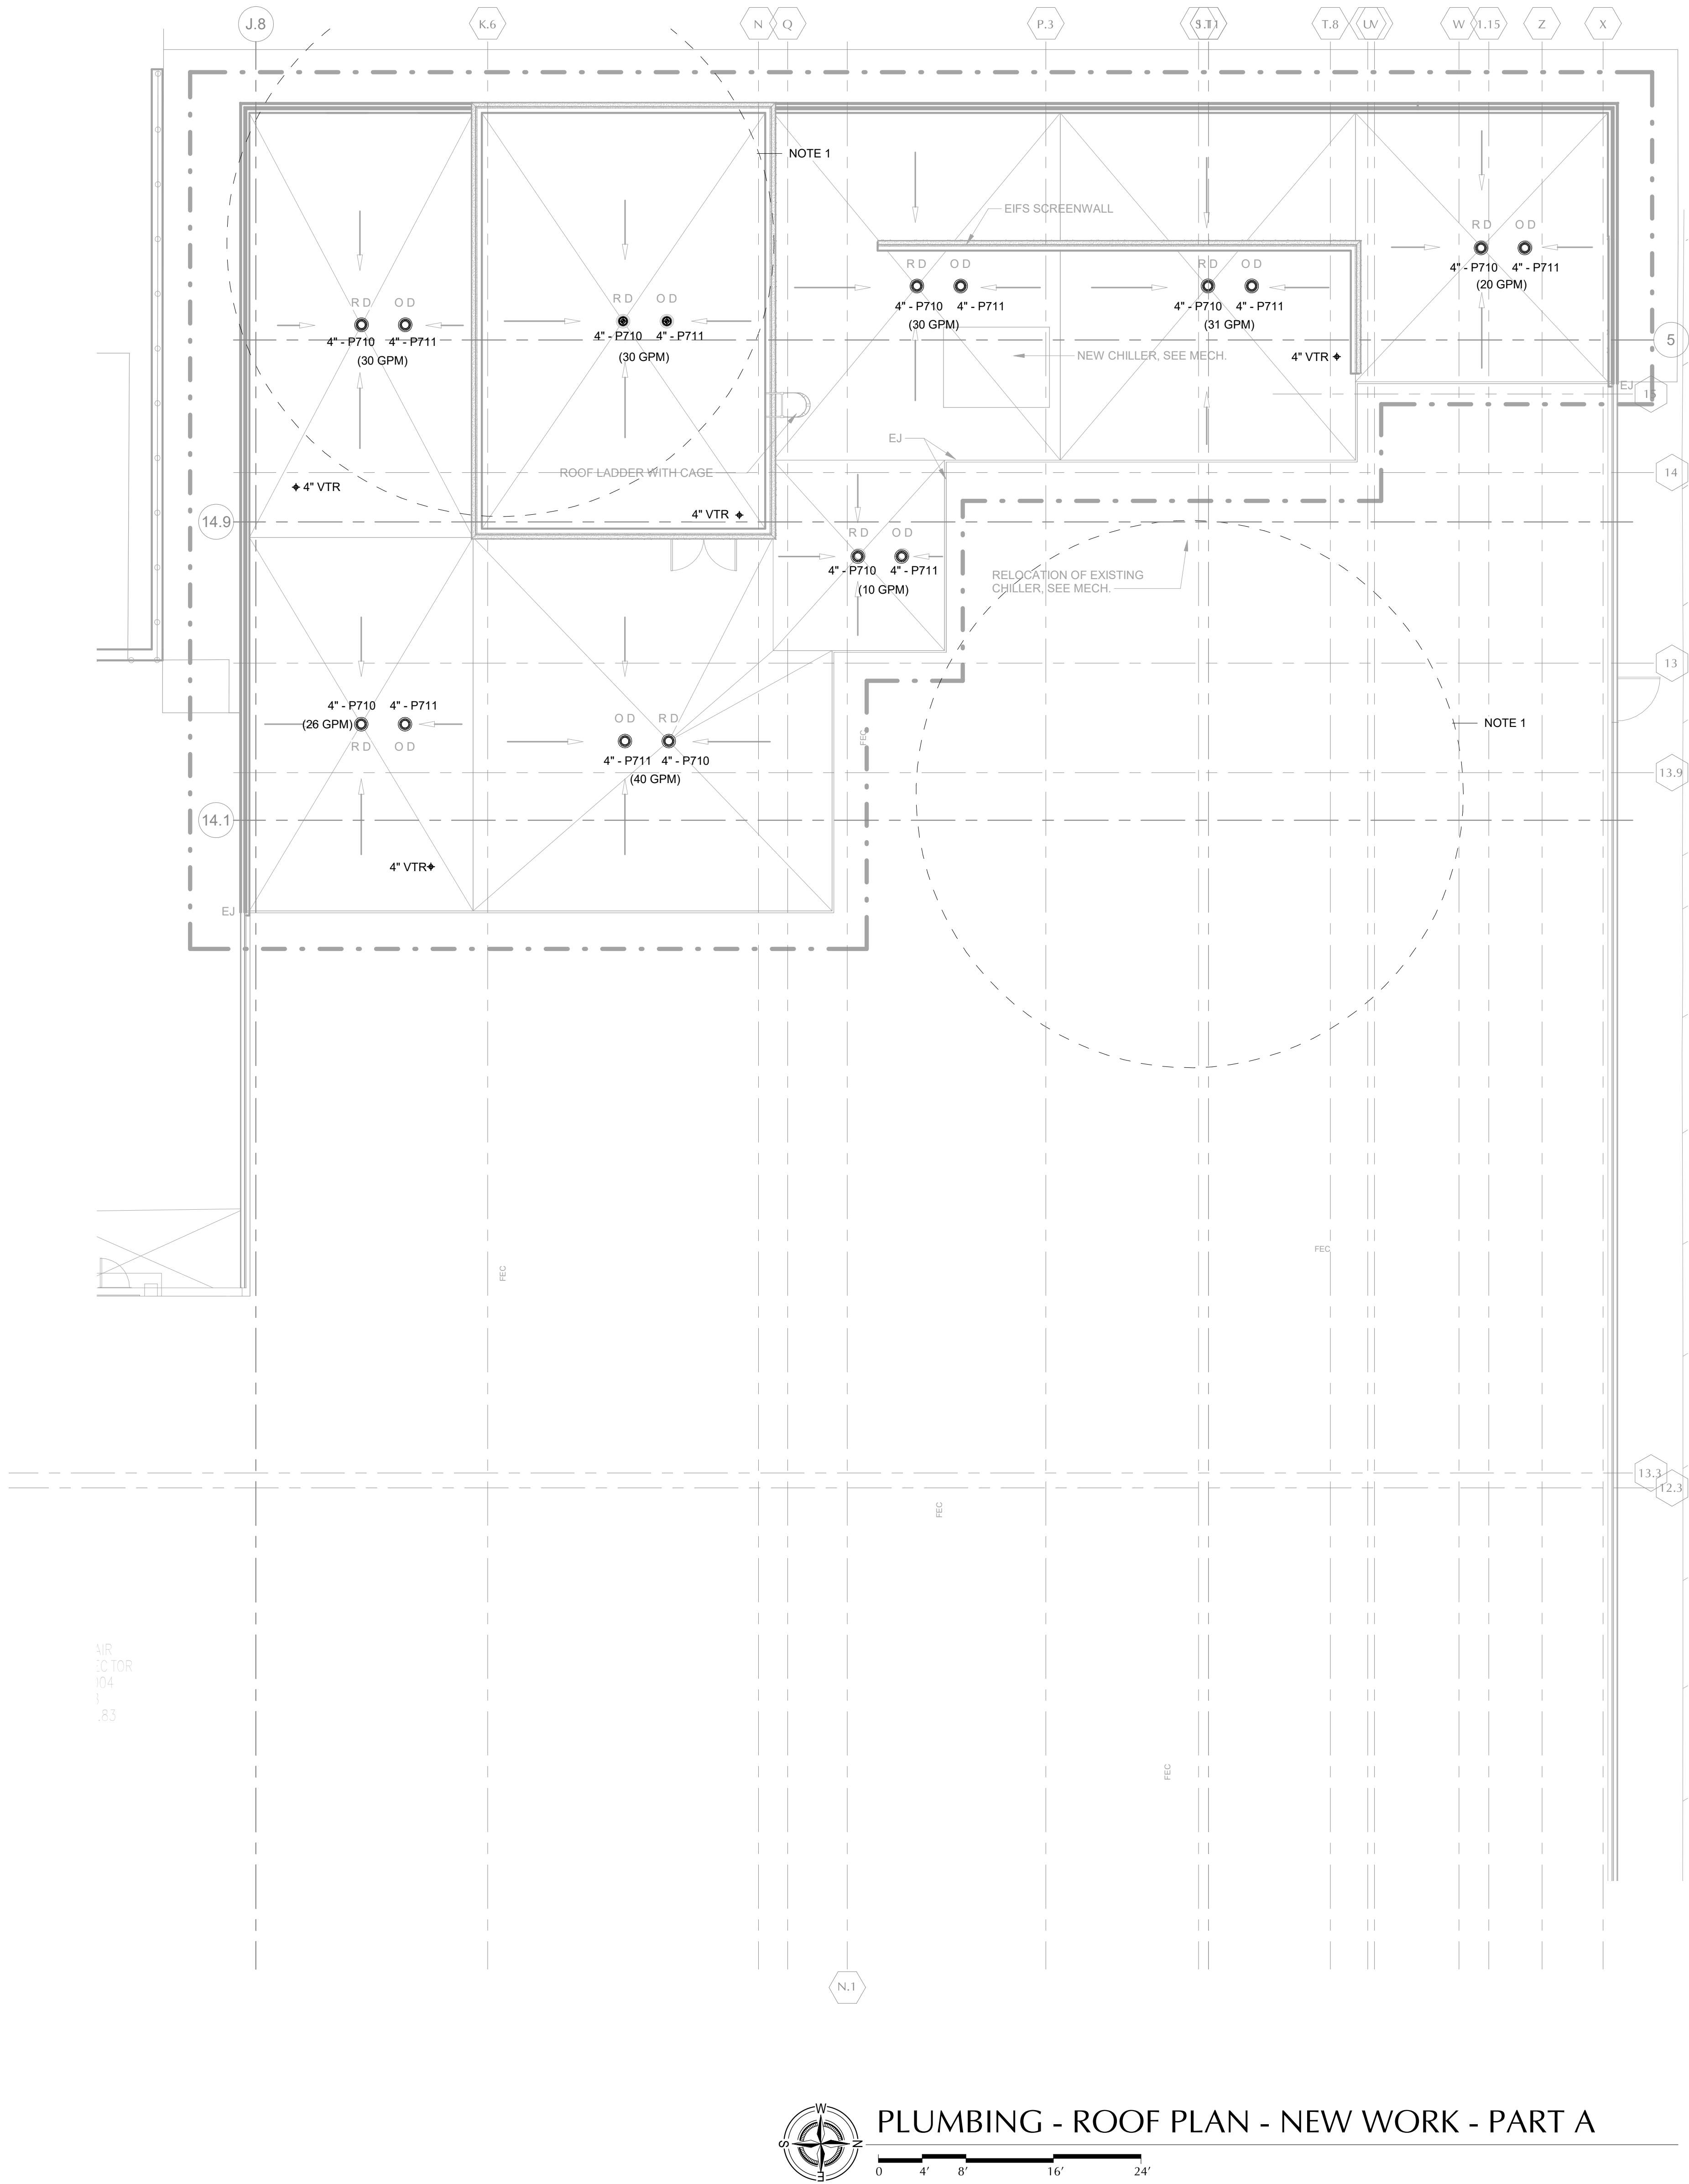 J.8
K.6
N
Q
P.3
T.8
W
1.15
Z
X
NOTE 1
EIFS SCREENWALL
R D
O D
4" - P710
4" - P711
(20 GPM)
R D
O D
4" - P710
4" - P711
(30 GPM)
R D
O D
4" - P710
4" - P711
(31 GPM)
R D
O D
4" - P710
4" - P711
(30 GPM)
R D
O D
4" - P710
4" - P711
(30 GPM)
5
NEW CHILLER, SEE MECH.
4" VTR
EJ
15
EJ
ROOF LADDER WITH CAGE
14
4" VTR
4" VTR
14.9
R D
O D
4" - P710
4" - P711
(10 GPM)
RELOCATION OF EXISTING
CHILLER, SEE MECH.
13
4" - P710
4" - P711
(26 GPM)
R D
O D
O D
R D
4" - P711
4" - P710
(40 GPM)
FEC
NOTE 1
13.9
14.1
4" VTR
EJ
FEC
FEC
13.3
12.3
FEC
AIR
CTOR
104
.83
FEC
N.1
W
S
N
E
PLUMBING - ROOF PLAN - NEW WORK - PART A
0
4'
8'
16'
24'